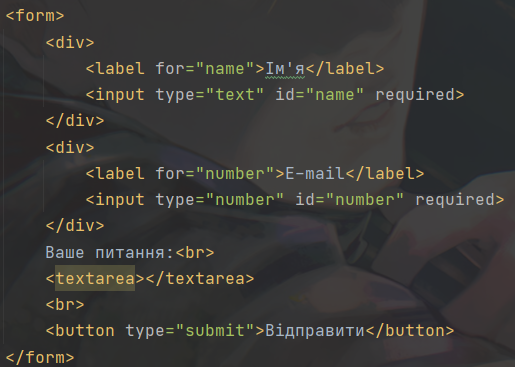 <form>
<div>
<label for="name">Ім'я</label>
<input type="text" id="name" required>
</div>
<div>
<label for="number">E-mail</label>
<input type="number" id="number" required>
</div>
Ваше питання:<br>
<textarea></textarea>
<br>
<button type="submit">Відправити</button>
</form>